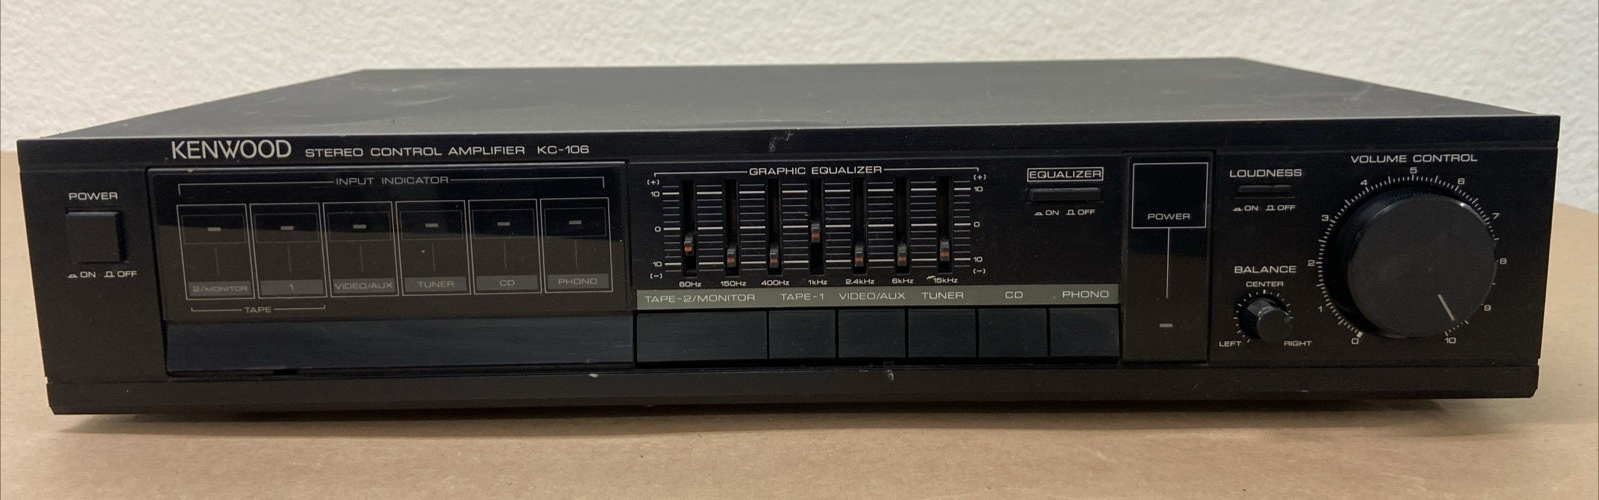 KENWOOD STEREO CONTROL AMPLIFIER KC-106
POWER
ON OFF
INPUT INDICATOR
2/MONITOR 1 VIDEO/AUX TUNER CD PHONO
TAPE
GRAPHIC EQUALIZER
(+) (+)
10 10
0 0
10 10
(-) (-)
60Hz 150Hz 400Hz 1kHz 2.4kHz 6kHz 15kHz
TAPE-2/MONITOR TAPE-1 VIDEO/AUX TUNER CD PHONO
EQUALIZER
ON OFF
POWER
LOUDNESS
ON OFF
BALANCE
CENTER
LEFT RIGHT
VOLUME CONTROL
0 1 2 3 4 5 6 7 8 9 10